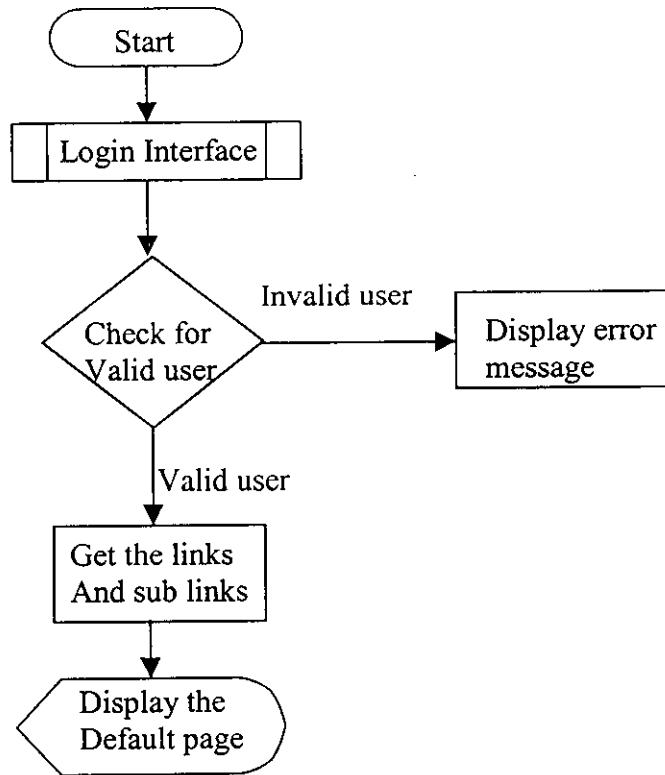 Start
Login Interface
Invalid user
Check for
Valid user
Display error
message
Valid user
Get the links
And sub links
Display the
Default page